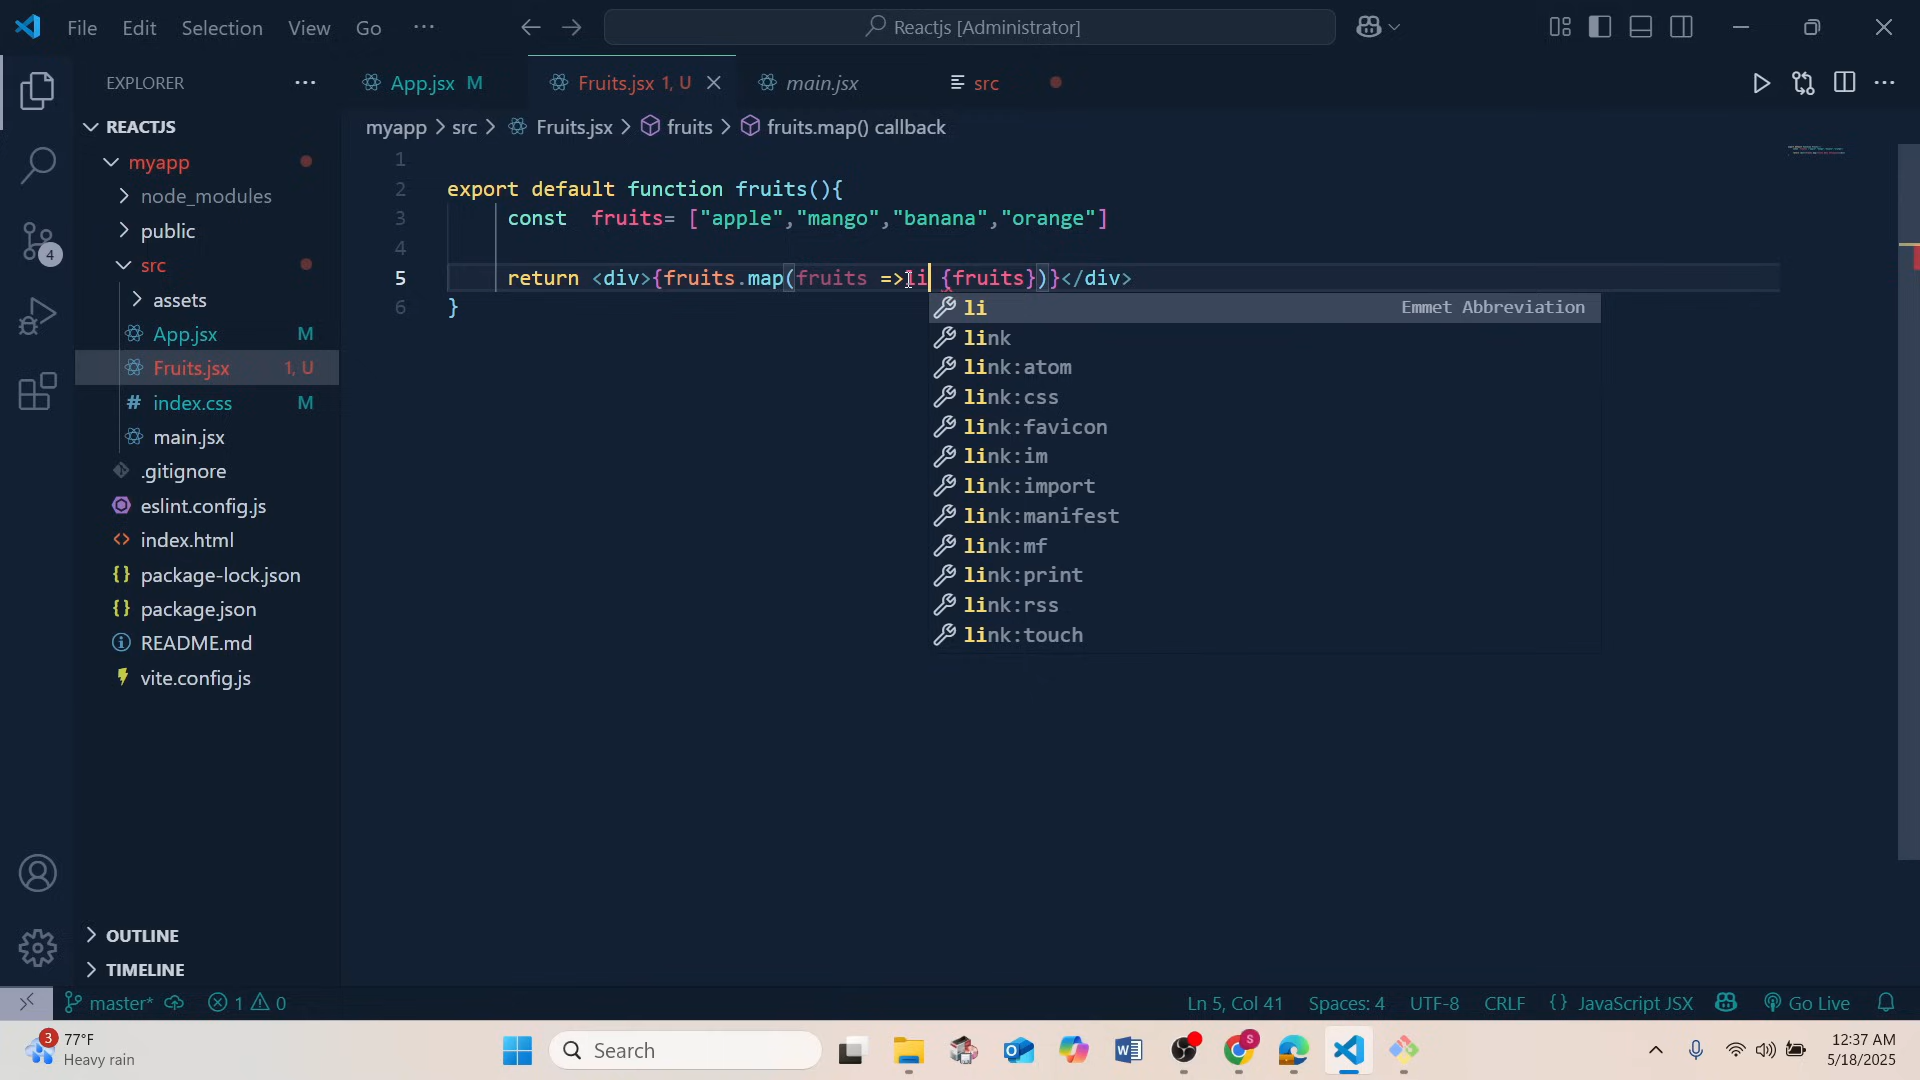 File Edit Selection View Go ··· Reactjs [Administrator]
EXPLORER ··· App.jsx M Fruits.jsx 1, U main.jsx src
REACTJS
myapp > src > Fruits.jsx > fruits > fruits.map() callback
myapp
node_modules
public
src
assets
App.jsx M
Fruits.jsx 1, U
index.css M
main.jsx
.gitignore
eslint.config.js
index.html
package-lock.json
package.json
README.md
vite.config.js
OUTLINE
TIMELINE
4
1
2 export default function fruits(){
3 const fruits= ["apple","mango","banana","orange"]
4
5 return <div>{fruits.map(fruits =>li {fruits})}</div>
6 }
li Emmet Abbreviation
link
link:atom
link:css
link:favicon
link:im
link:import
link:manifest
link:mf
link:print
link:rss
link:touch
master* 1 0 Ln 5, Col 41 Spaces: 4 UTF-8 CRLF {} JavaScript JSX Go Live
3 77°F
Heavy rain
Search
12:37 AM
5/18/2025